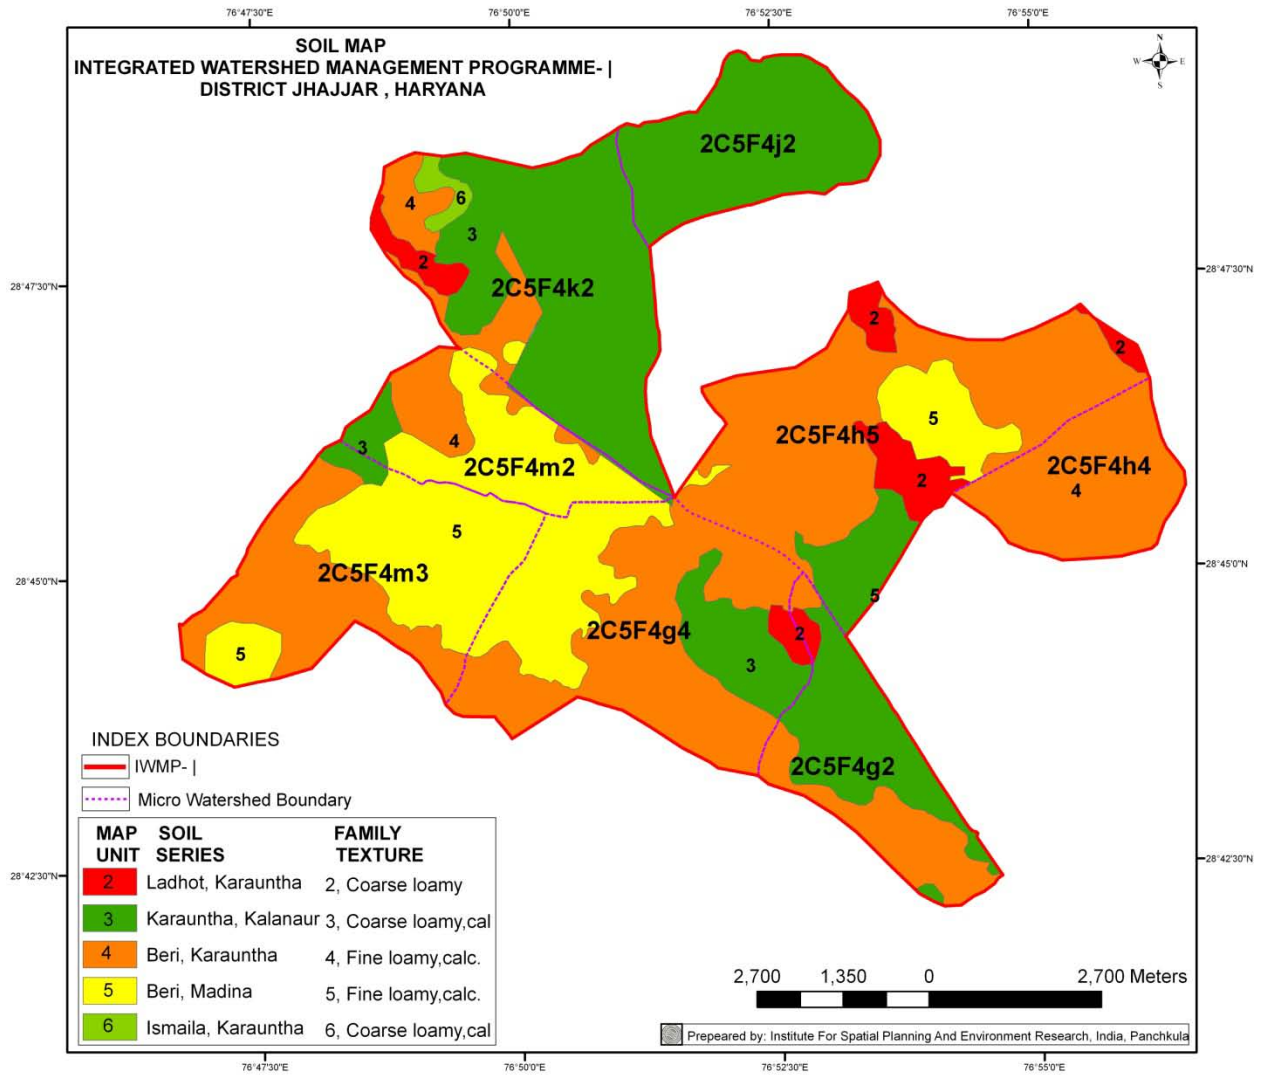 76°47'30"E 76°50'0"E 76°52'30"E 76°55'0"E
SOIL MAP
INTEGRATED WATERSHED MANAGEMENT PROGRAMME- |
DISTRICT JHAJJAR , HARYANA
N
W E
S
2C5F4j2
4 6
3
2
2C5F4k2
28°47'30"N 28°47'30"N
2 2
5
2C5F4h5
3 4
2C5F4m2 2C5F4h4
2 4
5
2C5F4m3
28°45'0"N 28°45'0"N
5
2C5F4g4 2
5 3
2C5F4g2
INDEX BOUNDARIES
IWMP- |
Micro Watershed Boundary
MAP UNIT SOIL SERIES FAMILY TEXTURE
2 Ladhot, Karauntha 2, Coarse loamy
3 Karauntha, Kalanaur 3, Coarse loamy,cal
4 Beri, Karauntha 4, Fine loamy,calc.
5 Beri, Madina 5, Fine loamy,calc.
6 Ismaila, Karauntha 6, Coarse loamy,cal
28°42'30"N 28°42'30"N
2,700 1,350 0 2,700 Meters
Prepeared by: Institute For Spatial Planning And Environment Research, India, Panchkula
76°47'30"E 76°50'0"E 76°52'30"E 76°55'0"E